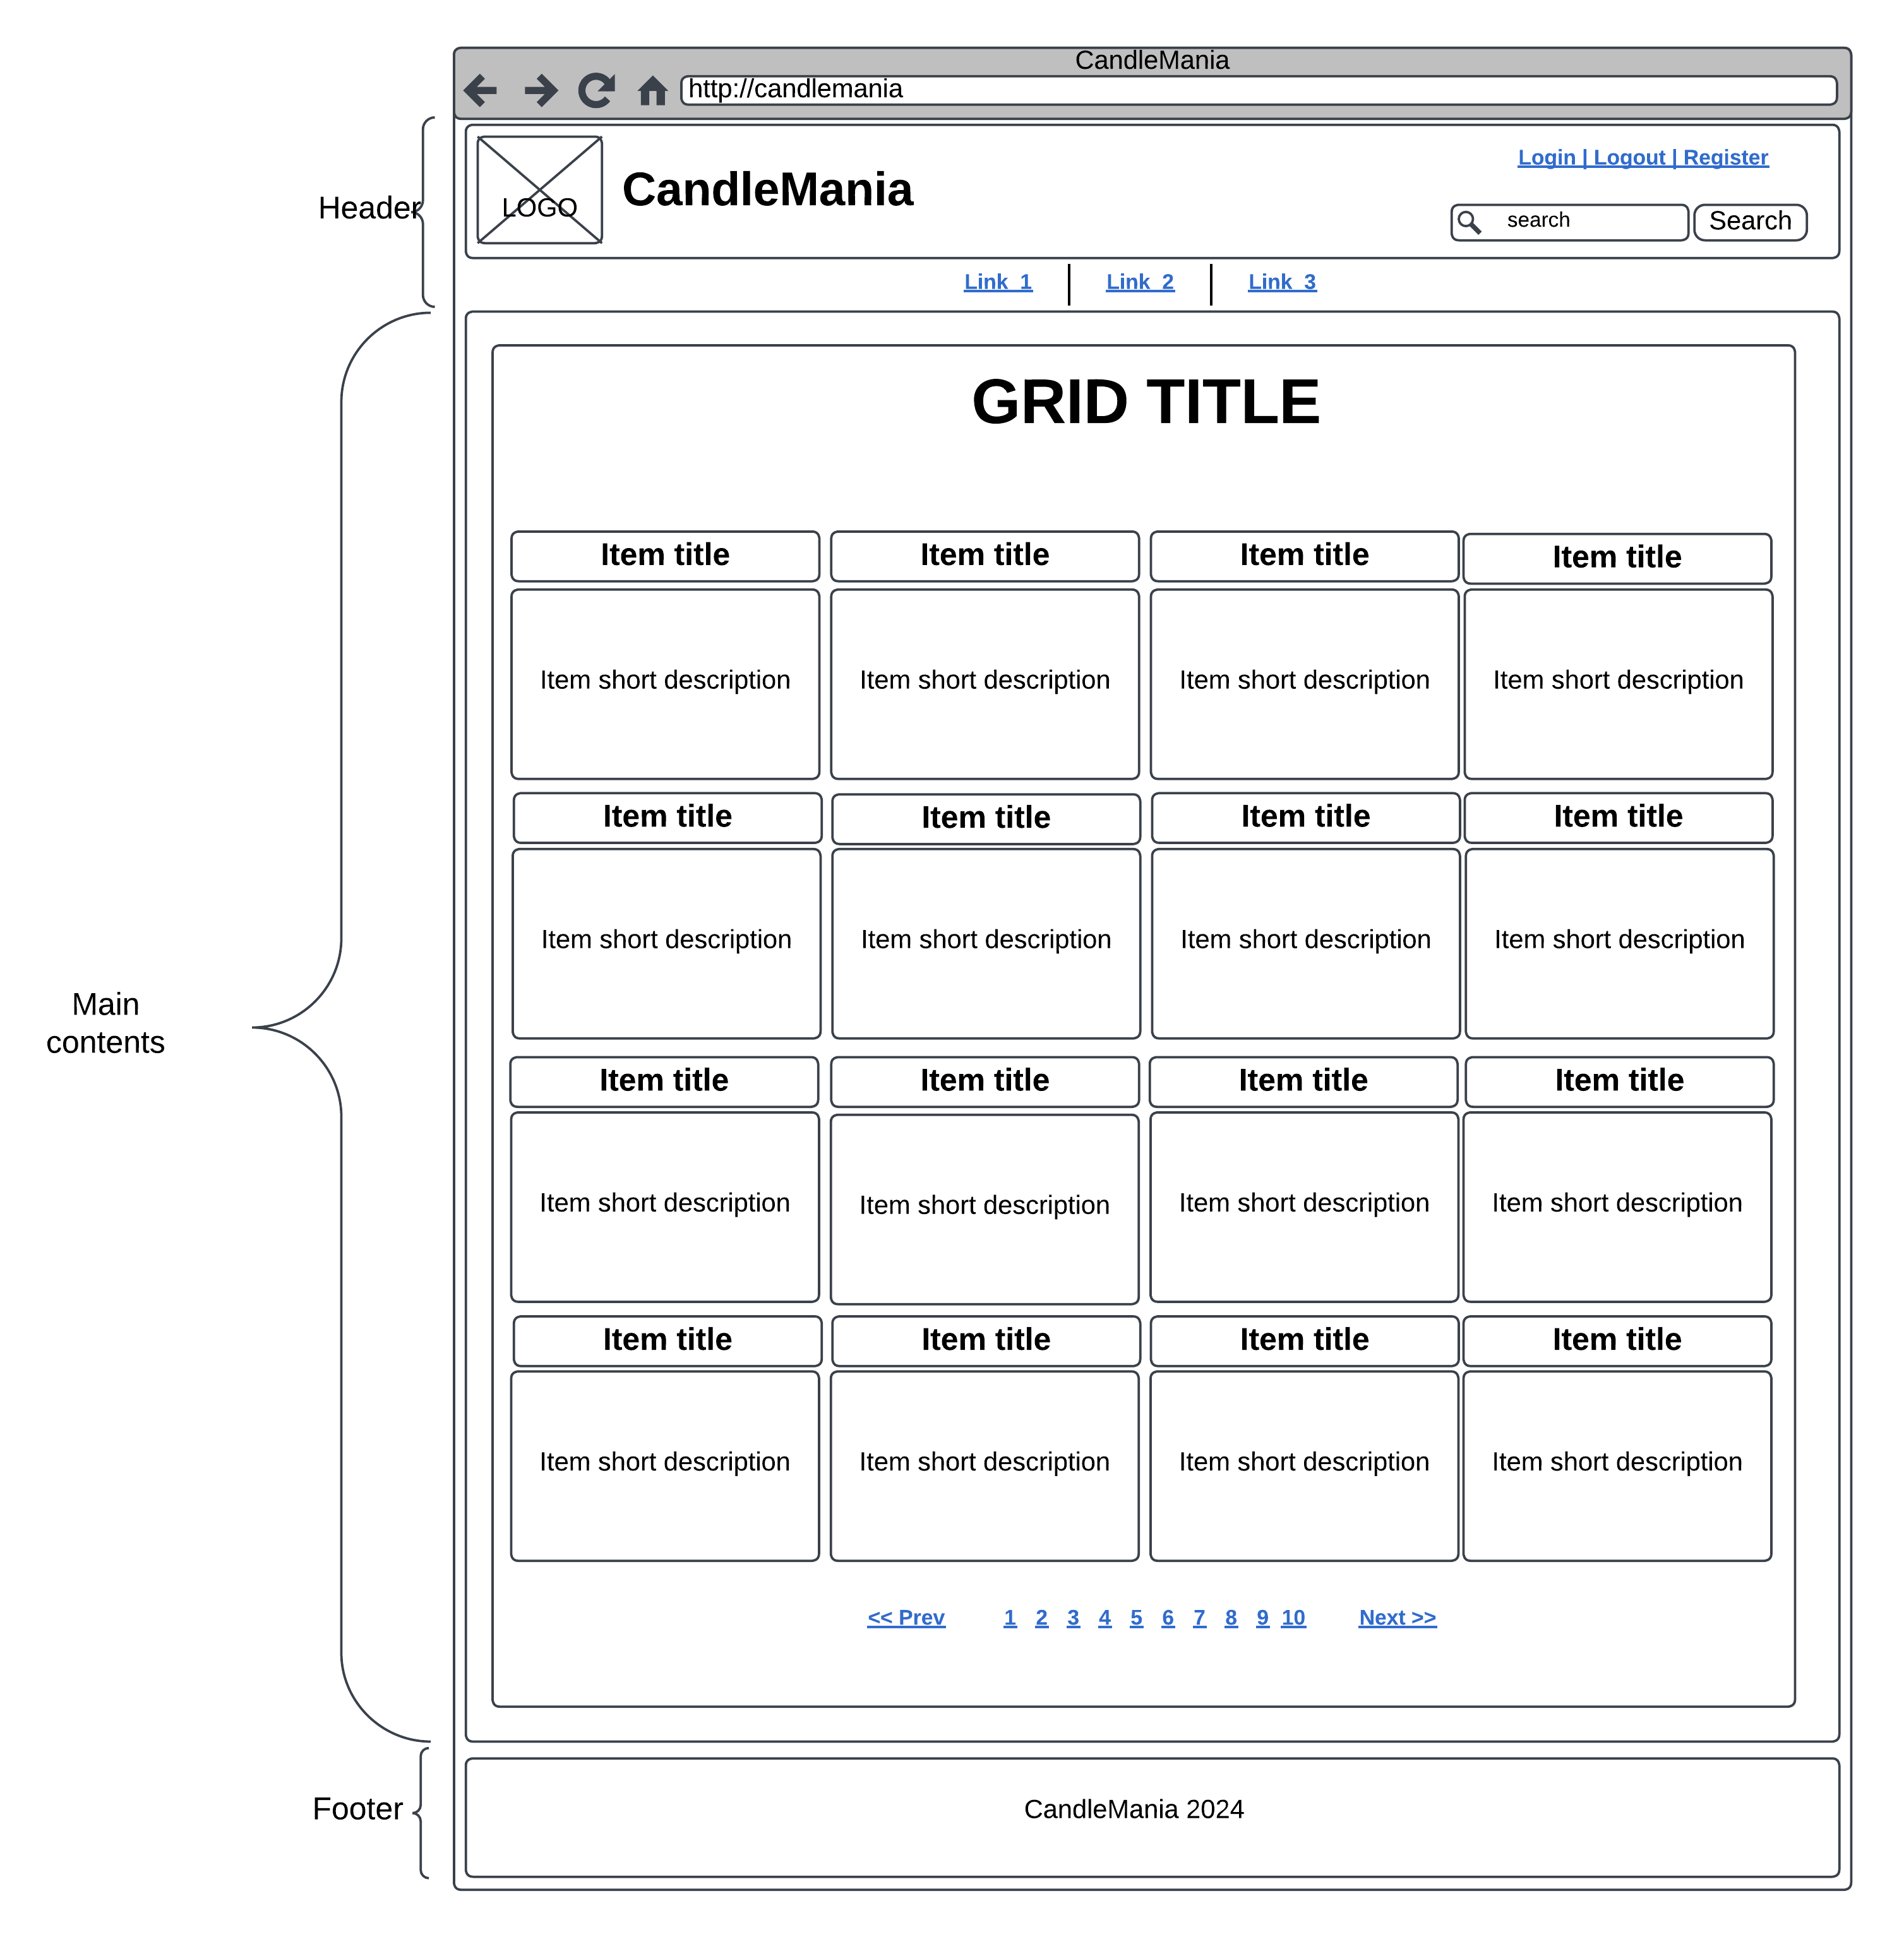 CandleMania
http://candlemania
Header
LOGO
CandleMania
Login | Logout | Register
search
Search
Link 1
Link 2
Link 3
GRID TITLE
Item title
Item title
Item title
Item title
Item short description
Item short description
Item short description
Item short description
Item title
Item title
Item title
Item title
Item short description
Item short description
Item short description
Item short description
Main
contents
Item title
Item title
Item title
Item title
Item short description
Item short description
Item short description
Item short description
Item title
Item title
Item title
Item title
Item short description
Item short description
Item short description
Item short description
<< Prev 1 2 3 4 5 6 7 8 9 10 Next >>
Footer
CandleMania 2024